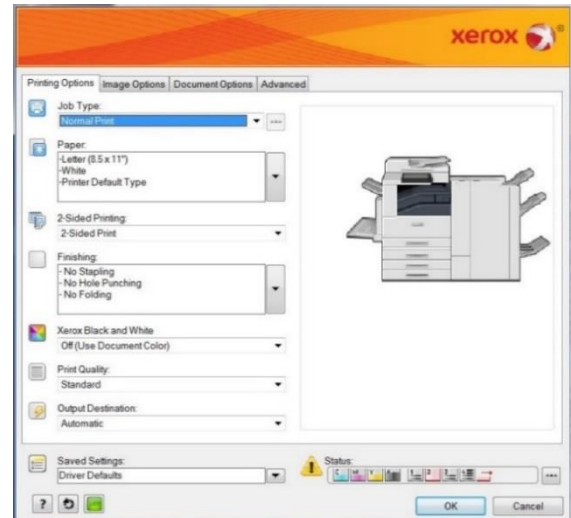 xerox
Printing Options Image Options Document Options Advanced
Job Type:
Normal Print
Paper:
-Letter (8.5 x 11")
-White
-Printer Default Type
2-Sided Printing:
2-Sided Print
Finishing:
- No Stapling
- No Hole Punching
- No Folding
Xerox Black and White
Off (Use Document Color)
Print Quality:
Standard
Output Destination:
Automatic
Saved Settings:
Driver Defaults
Status:
? OK Cancel